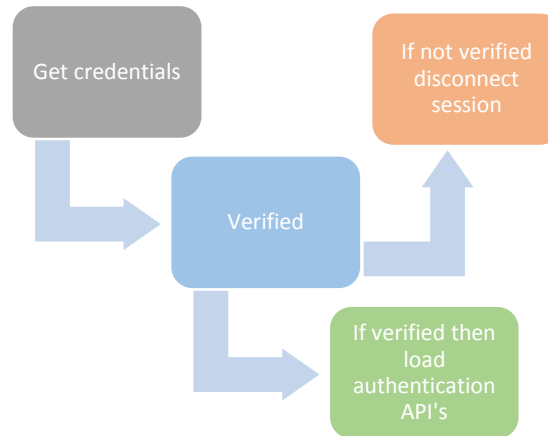 Get credentials
If not verified
disconnect
session
Verified
If verified then
load
authentication
API's